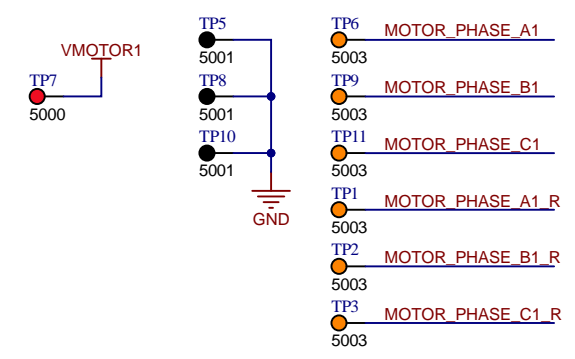 VMOTOR1
TP7
5000
TP5
5001
TP8
5001
TP10
5001
GND
TP6
MOTOR_PHASE_A1
5003
TP9
MOTOR_PHASE_B1
5003
TP11
MOTOR_PHASE_C1
5003
TP1
MOTOR_PHASE_A1_R
5003
TP2
MOTOR_PHASE_B1_R
5003
TP3
MOTOR_PHASE_C1_R
5003